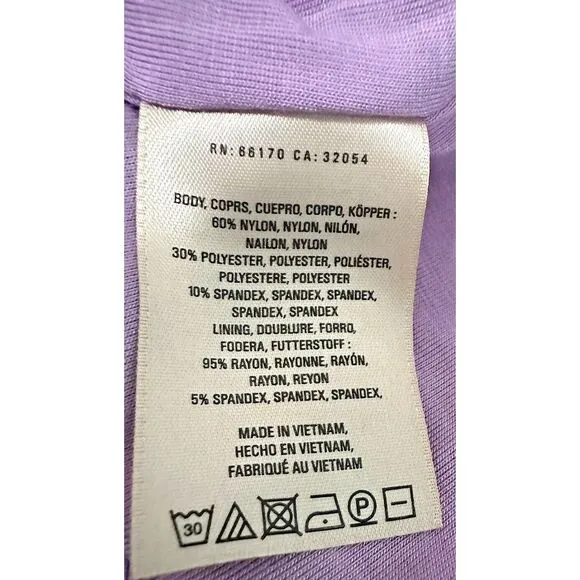 RN: 66170 CA: 32054
BODY, COPRS, CUEPRO, CORPO, KÖPPER :
60% NYLON, NYLON, NILÓN,
NAILON, NYLON
30% POLYESTER, POLYESTER, POLIÉSTER,
POLYESTERE, POLYESTER
10% SPANDEX, SPANDEX, SPANDEX,
SPANDEX, SPANDEX
LINING, DOUBLURE, FORRO,
FODERA, FUTTERSTOFF :
95% RAYON, RAYONNE, RAYÓN,
RAYON, REYON
5% SPANDEX, SPANDEX, SPANDEX,
MADE IN VIETNAM,
HECHO EN VIETNAM,
FABRIQUÉ AU VIETNAM
30 P